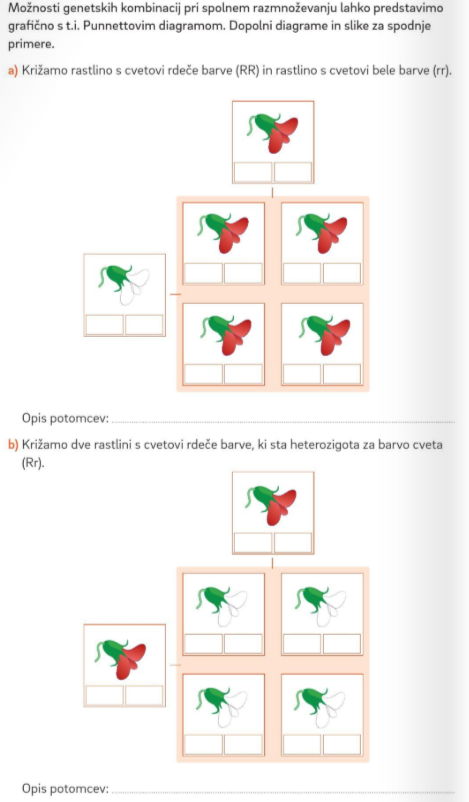 Možnosti genetskih kombinacij pri spolnem razmnoževanju lahko predstavimo
grafično s t.i. Punnettovim diagramom. Dopolni diagrame in slike za spodnje
primere.
a) Križamo rastlino s cvetovi rdeče barve (RR) in rastlino s cvetovi bele barve (rr).
Opis potomcev:
b) Križamo dve rastlini s cvetovi rdeče barve, ki sta heterozigota za barvo cveta
(Rr).
Opis potomcev: